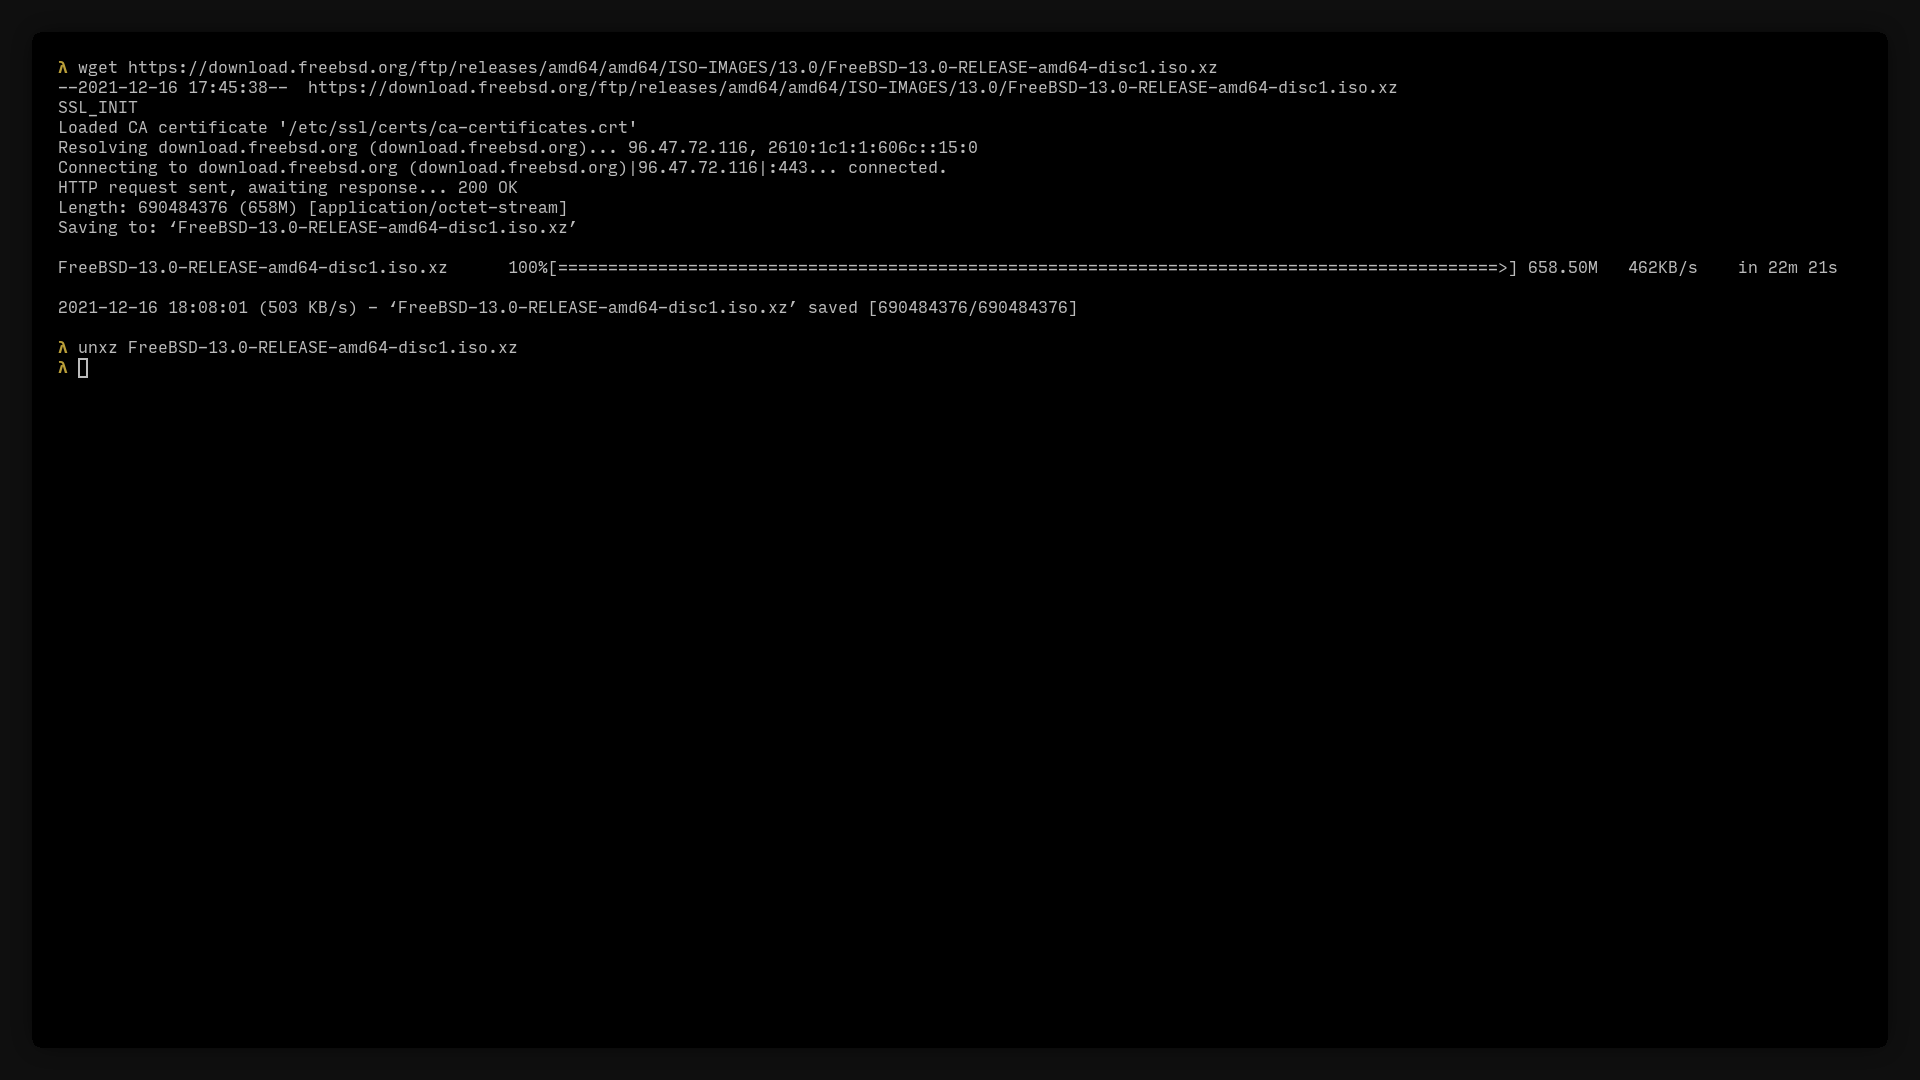 λ wget https://download.freebsd.org/ftp/releases/amd64/amd64/ISO-IMAGES/13.0/FreeBSD-13.0-RELEASE-amd64-disc1.iso.xz
--2021-12-16 17:45:38--  https://download.freebsd.org/ftp/releases/amd64/amd64/ISO-IMAGES/13.0/FreeBSD-13.0-RELEASE-amd64-disc1.iso.xz
SSL_INIT
Loaded CA certificate '/etc/ssl/certs/ca-certificates.crt'
Resolving download.freebsd.org (download.freebsd.org)... 96.47.72.116, 2610:1c1:1:606c::15:0
Connecting to download.freebsd.org (download.freebsd.org)|96.47.72.116|:443... connected.
HTTP request sent, awaiting response... 200 OK
Length: 690484376 (658M) [application/octet-stream]
Saving to: ‘FreeBSD-13.0-RELEASE-amd64-disc1.iso.xz’
FreeBSD-13.0-RELEASE-amd64-disc1.iso.xz      100%[==============================================================================================>] 658.50M   462KB/s    in 22m 21s
2021-12-16 18:08:01 (503 KB/s) - ‘FreeBSD-13.0-RELEASE-amd64-disc1.iso.xz’ saved [690484376/690484376]
λ unxz FreeBSD-13.0-RELEASE-amd64-disc1.iso.xz
λ